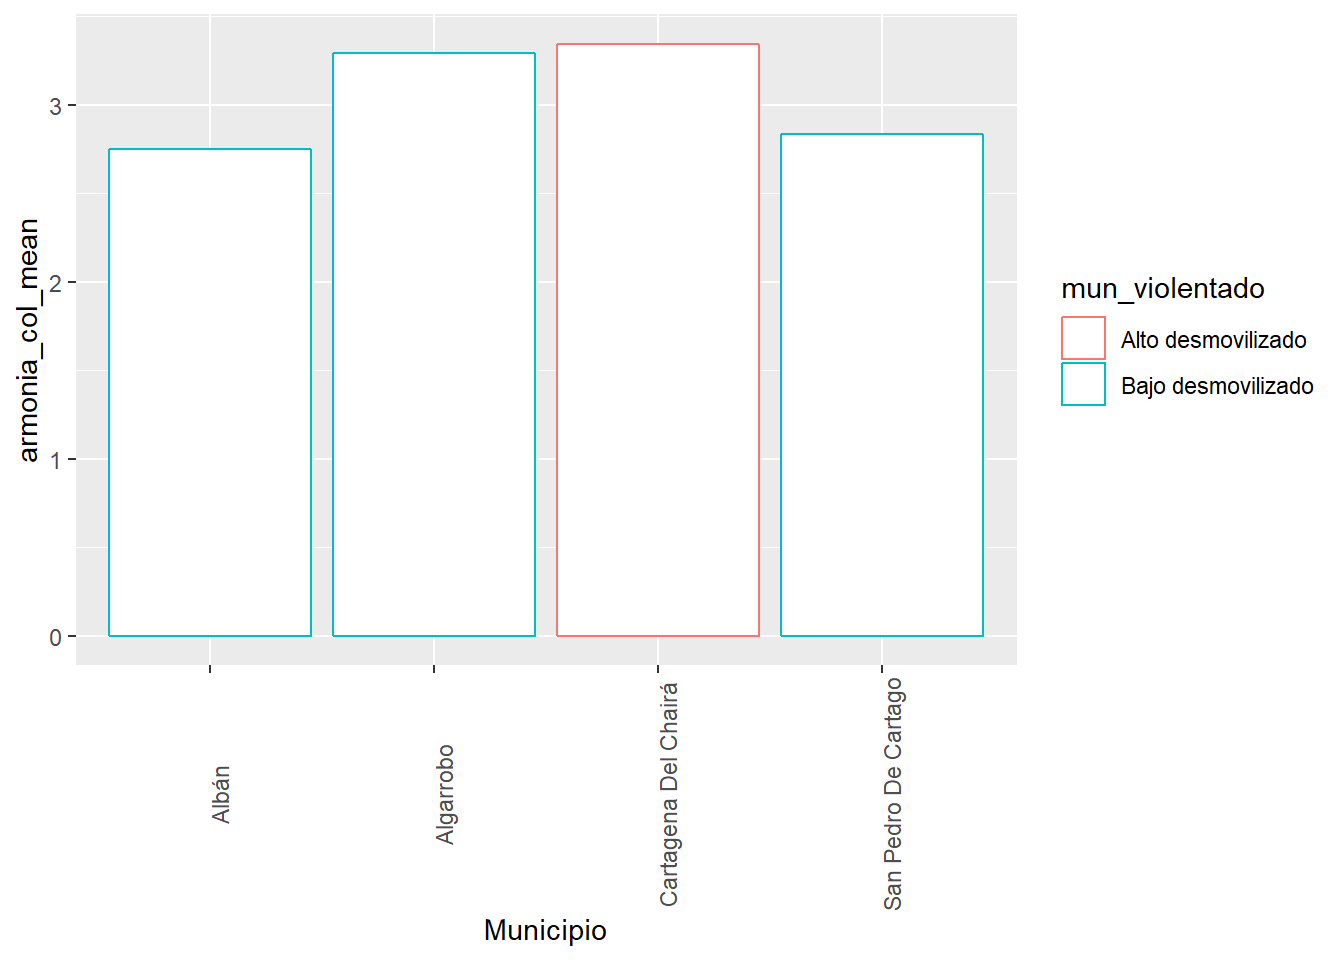 armonia_col_mean
3
2
1
0
Albán
Algarrobo
Cartagena Del Chairá
San Pedro De Cartago
Municipio
mun_violentado
Alto desmovilizado
Bajo desmovilizado